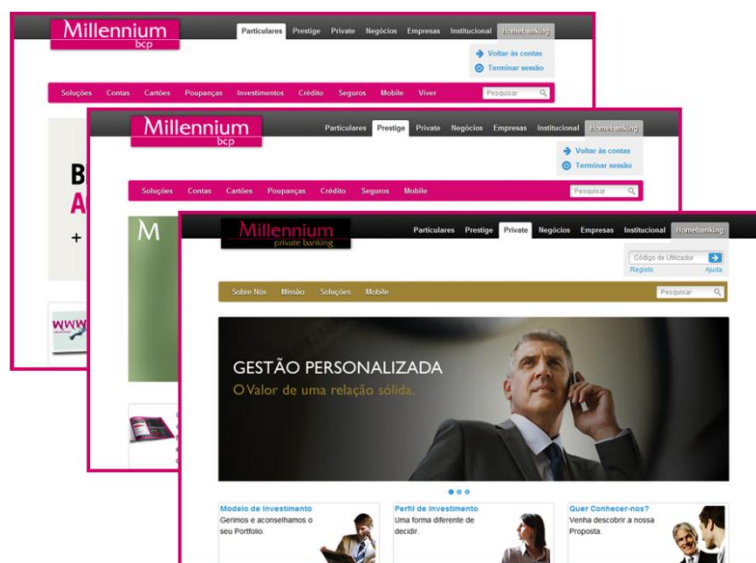 Millennium
bcp
Particulares Prestige Private Negócios Empresas Institucional Homebanking
Voltar às contas
Terminar sessão
Soluções Contas Cartões Poupanças Investimentos Crédito Seguros Mobile Viver
Pesquisar
B
A
+
WWW
Millennium
bcp
Particulares Prestige Private Negócios Empresas Institucional Homebanking
Voltar às contas
Terminar sessão
Soluções Contas Cartões Poupanças Crédito Seguros Mobile
Pesquisar
M
Millennium
private banking
Particulares Prestige Private Negócios Empresas Institucional Homebanking
Código de Utilizador
Registo Ajuda
Sobre Nós Missão Soluções Mobile
Pesquisar
GESTÃO PERSONALIZADA
O Valor de uma relação sólida.
Modelo de Investimento
Gerimos e aconselhamos o
seu Portfolio.
Perfil de Investimento
Uma forma diferente de
decidir.
Quer Conhecer-nos?
Venha descobrir a nossa
Proposta.